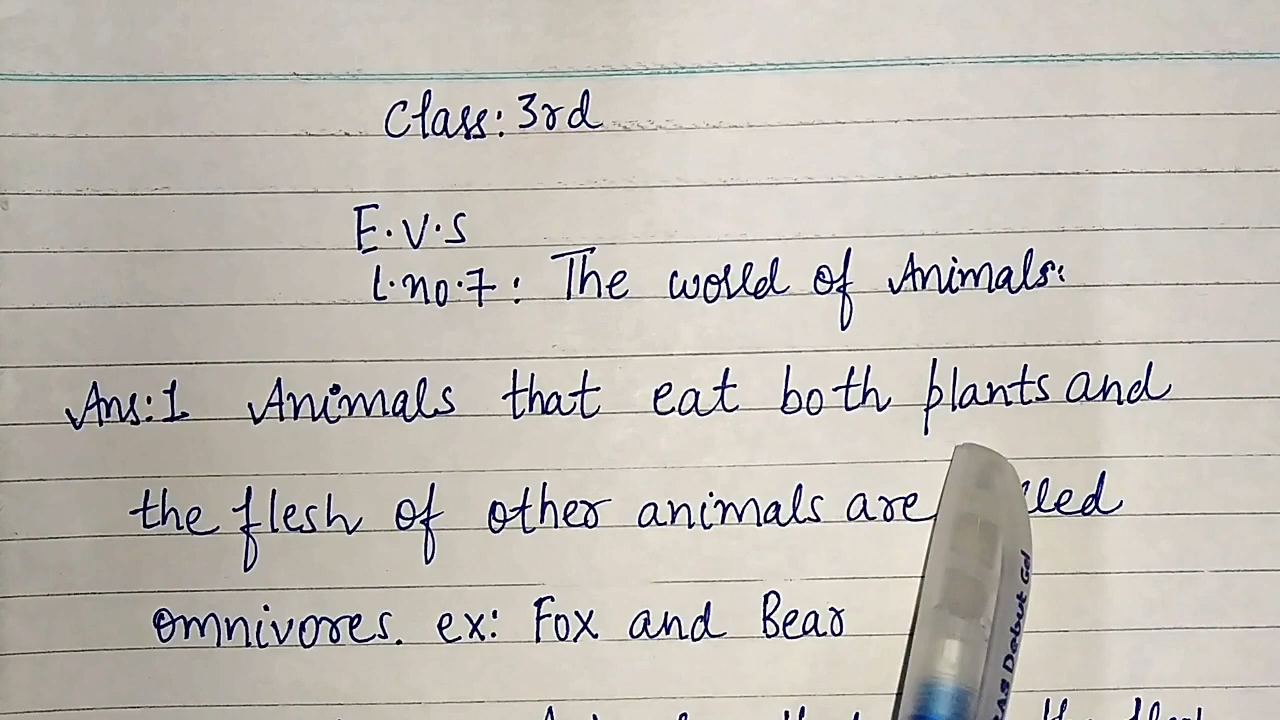 Class: 3rd
E.V.S
L.no.7: The world of Animals:
Ans:1 Animals that eat both plants and
the flesh of other animals are
omnivores. ex: Fox and Bear
Debut Gel